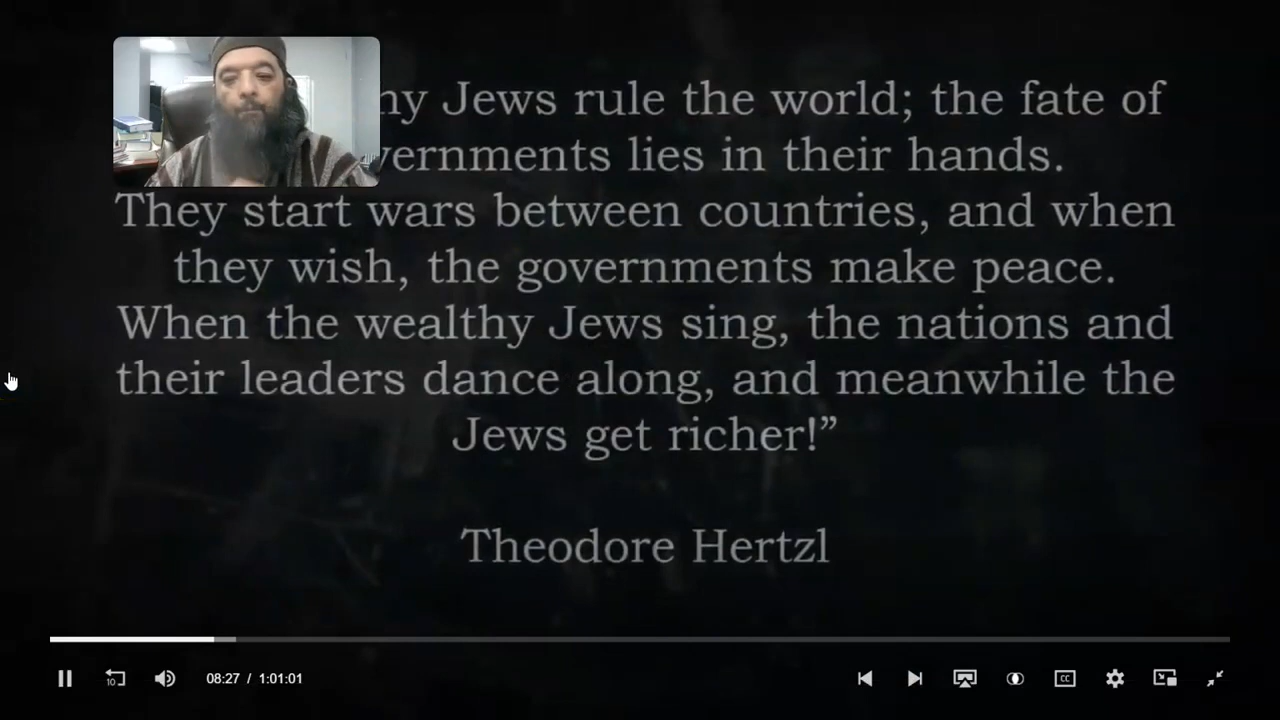 Jews rule the world; the fate of
lies in their hands.
They start wars between countries, and when
they wish, the governments make peace.
When the wealthy Jews sing, the nations and
their leaders dance along, and meanwhile the
Jews get richer!”
Theodore Hertzl
10
08:27 / 1:01:01
CC